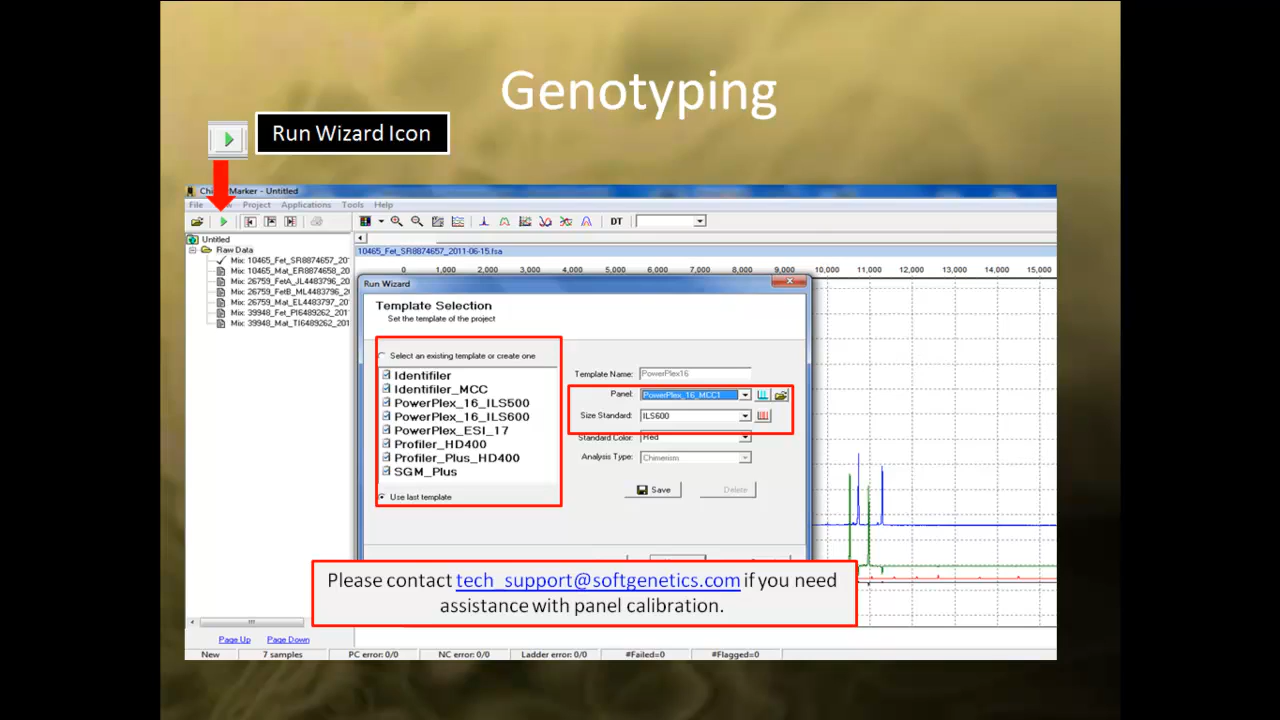 Genotyping
Run Wizard Icon
Marker - Untitled
File Project Applications Tools Help
DT
Untitled
Raw Data
Mix: 10465_Fet_SR8874657_20
Mix: 10465_Mat_ER8874658_20
Mix: 26759_FetA_JL4483796_20
Mix: 26759_FetB_ML4483796_20
Mix: 26759_Mat_EL4483797_20
Mix: 39948_Fet_PI6489262_201
Mix: 39948_Mat_TI6489262_201
10465_Fet_SR8874657_2011-06-15.fsa
0 1,000 2,000 3,000 4,000 5,000 6,000 7,000 8,000 9,000 10,000 11,000 12,000 13,000 14,000 15,000
Run Wizard
Template Selection
Set the template of the project
Select an existing template or create one
Identifiler
Identifiler_MCC
PowerPlex_16_ILS500
PowerPlex_16_ILS600
PowerPlex_ESI_17
Profiler_HD400
Profiler_Plus_HD400
SGM_Plus
Use last template
Template Name: PowerPlex16
Panel: PowerPlex_16_MCC1
Size Standard: ILS600
Standard Color: Red
Analysis Type: Chimerism
Save Delete
Please contact tech_support@softgenetics.com if you need
assistance with panel calibration.
Page Up Page Down
New 7 samples PC error: 0/0 NC error: 0/0 Ladder error: 0/0 #Failed=0 #Flagged=0